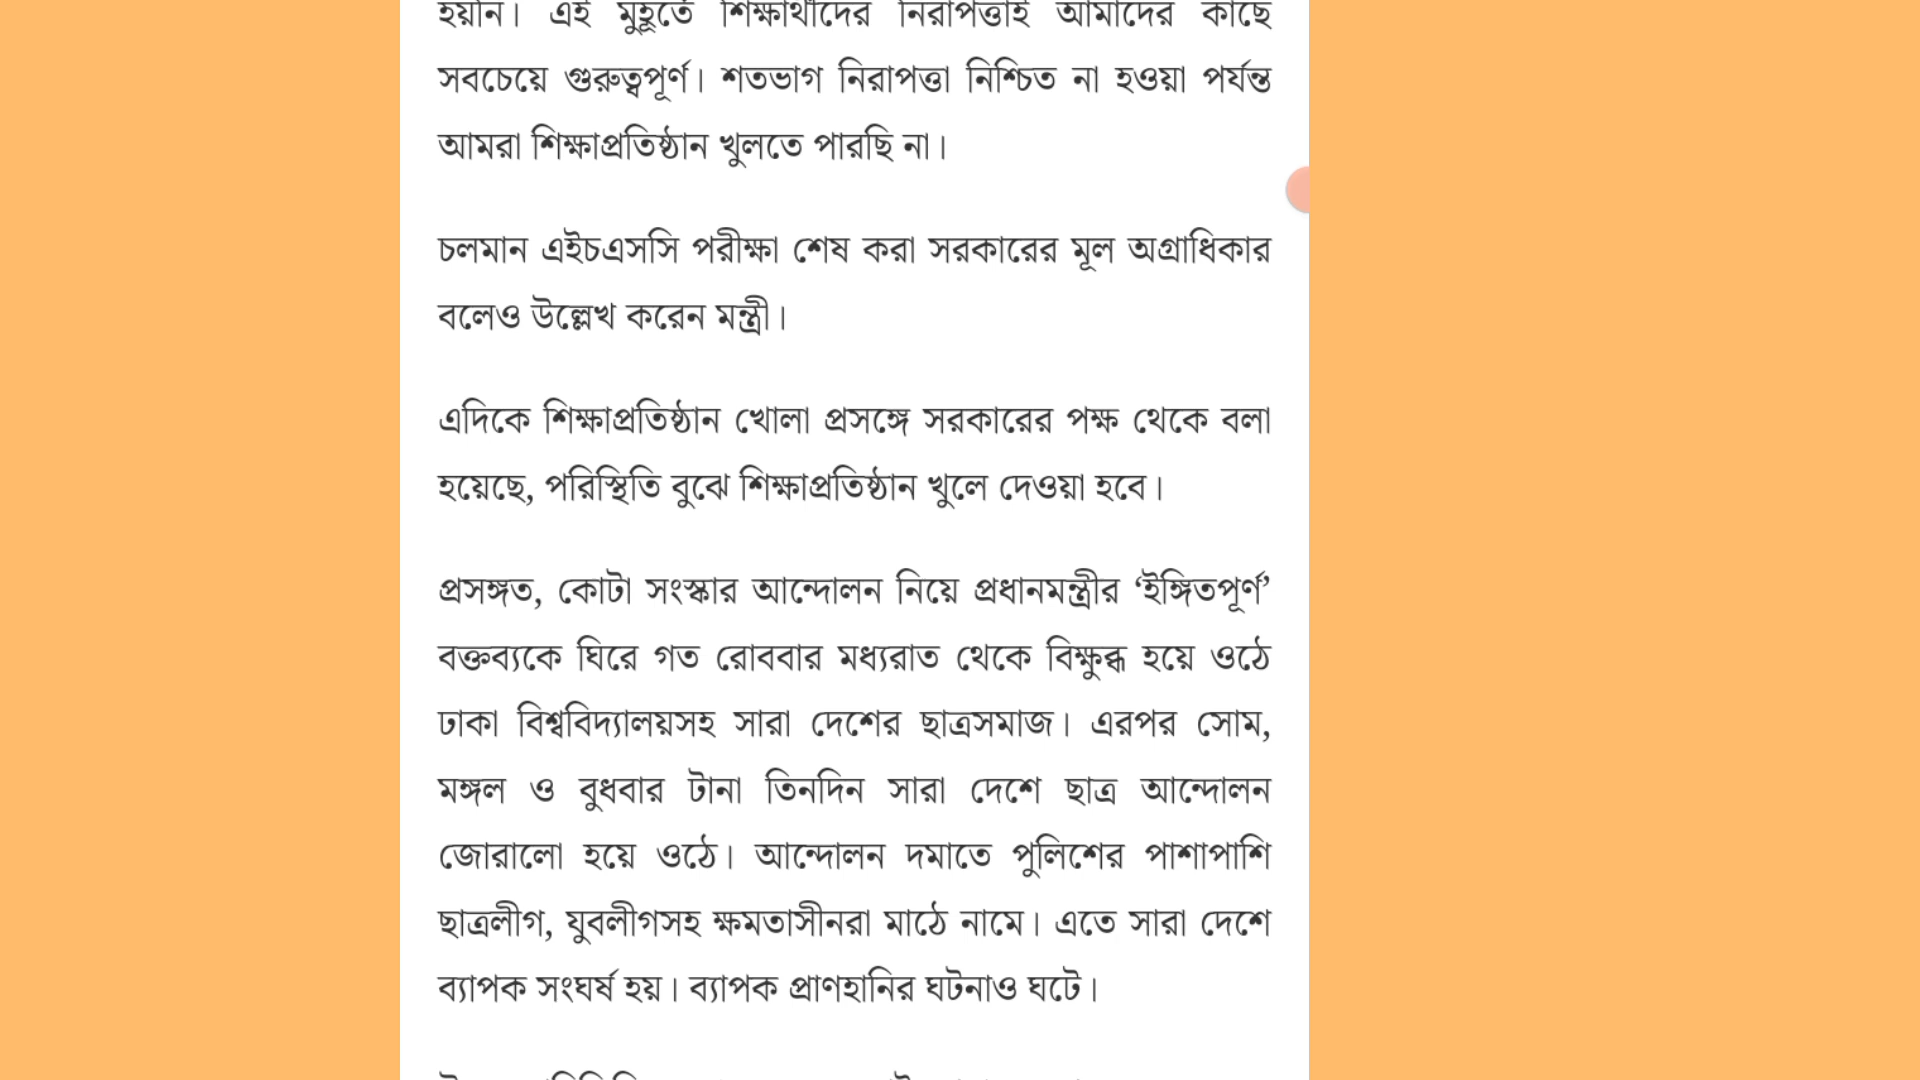 হয়নি। এই মুহূর্তে শিক্ষার্থীদের নিরাপত্তাই আমাদের কাছে
সবচেয়ে গুরুত্বপূর্ণ। শতভাগ নিরাপত্তা নিশ্চিত না হওয়া পর্যন্ত
আমরা শিক্ষাপ্রতিষ্ঠান খুলতে পারছি না।
চলমান এইচএসসি পরীক্ষা শেষ করা সরকারের মূল অগ্রাধিকার
বলেও উল্লেখ করেন মন্ত্রী।
এদিকে শিক্ষাপ্রতিষ্ঠান খোলা প্রসঙ্গে সরকারের পক্ষ থেকে বলা
হয়েছে, পরিস্থিতি বুঝে শিক্ষাপ্রতিষ্ঠান খুলে দেওয়া হবে।
প্রসঙ্গত, কোটা সংস্কার আন্দোলন নিয়ে প্রধানমন্ত্রীর ‘ইঙ্গিতপূর্ণ’
বক্তব্যকে ঘিরে গত রোববার মধ্যরাত থেকে বিক্ষুব্ধ হয়ে ওঠে
ঢাকা বিশ্ববিদ্যালয়সহ সারা দেশের ছাত্রসমাজ। এরপর সোম,
মঙ্গল ও বুধবার টানা তিনদিন সারা দেশে ছাত্র আন্দোলন
জোরালো হয়ে ওঠে। আন্দোলন দমাতে পুলিশের পাশাপাশি
ছাত্রলীগ, যুবলীগসহ ক্ষমতাসীনরা মাঠে নামে। এতে সারা দেশে
ব্যাপক সংঘর্ষ হয়। ব্যাপক প্রাণহানির ঘটনাও ঘটে।